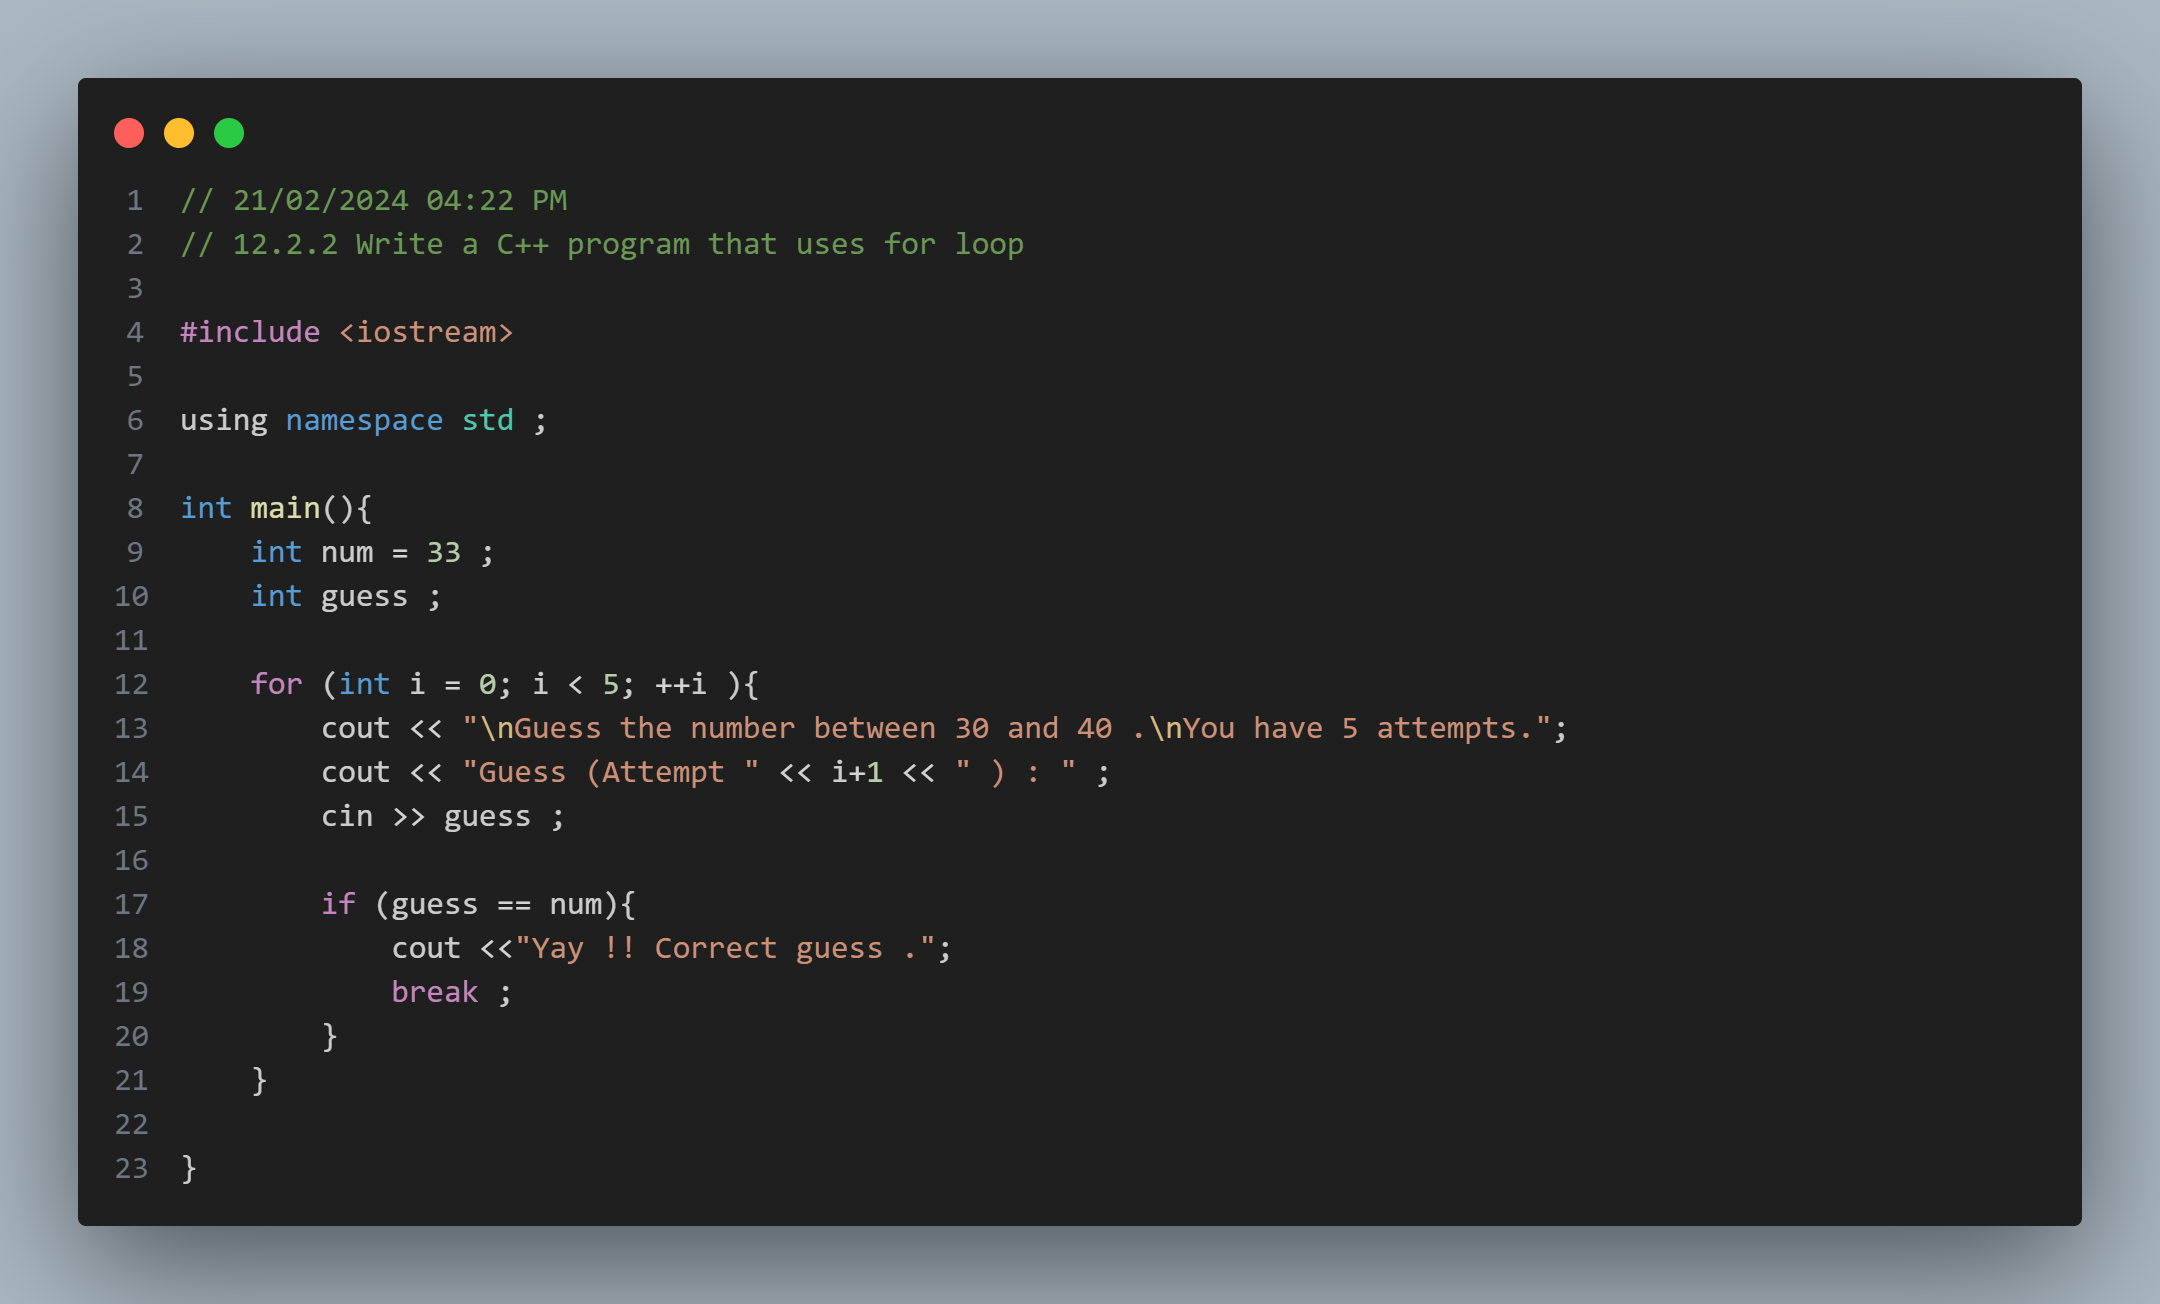 1 // 21/02/2024 04:22 PM
2 // 12.2.2 Write a C++ program that uses for loop
3
4 #include <iostream>
5
6 using namespace std ;
7
8 int main(){
9     int num = 33 ;
10     int guess ;
11
12     for (int i = 0; i < 5; ++i ){
13         cout << "\nGuess the number between 30 and 40 .\nYou have 5 attempts.";
14         cout << "Guess (Attempt " << i+1 << " ) : " ;
15         cin >> guess ;
16
17         if (guess == num){
18             cout <<"Yay !! Correct guess .";
19             break ;
20         }
21     }
22
23 }